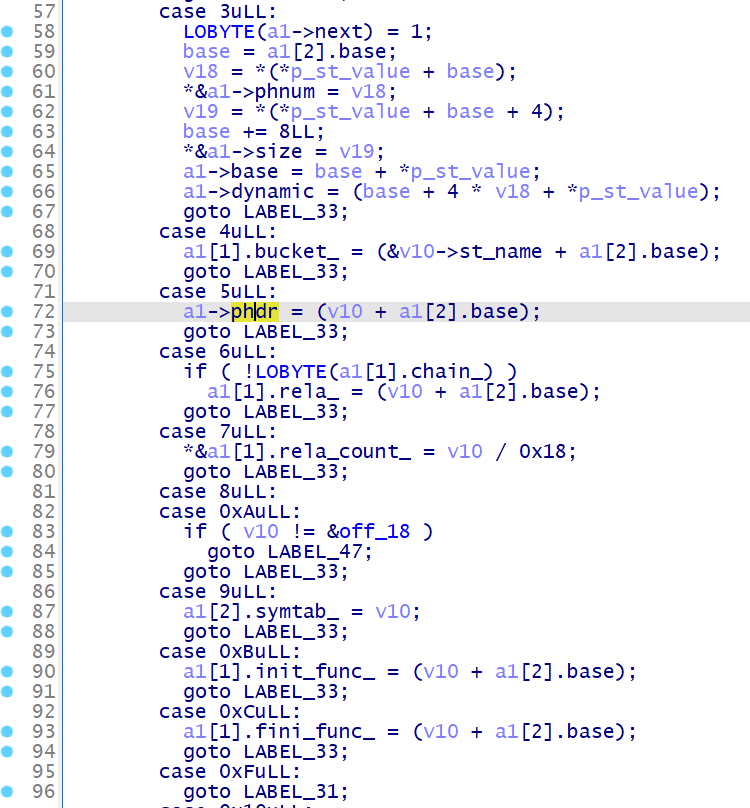 57 case 3uLL:
58 LOBYTE(a1->next) = 1;
59 base = a1[2].base;
60 v18 = *(*p_st_value + base);
61 *&a1->phnum = v18;
62 v19 = *(*p_st_value + base + 4);
63 base += 8LL;
64 *&a1->size = v19;
65 a1->base = base + *p_st_value;
66 a1->dynamic = (base + 4 * v18 + *p_st_value);
67 goto LABEL_33;
68 case 4uLL:
69 a1[1].bucket_ = (&v10->st_name + a1[2].base);
70 goto LABEL_33;
71 case 5uLL:
72 a1->phdr = (v10 + a1[2].base);
73 goto LABEL_33;
74 case 6uLL:
75 if ( !LOBYTE(a1[1].chain_) )
76 a1[1].rela_ = (v10 + a1[2].base);
77 goto LABEL_33;
78 case 7uLL:
79 *&a1[1].rela_count_ = v10 / 0x18;
80 goto LABEL_33;
81 case 8uLL:
82 case 0xAuLL:
83 if ( v10 != &off_18 )
84 goto LABEL_47;
85 goto LABEL_33;
86 case 9uLL:
87 a1[2].symtab_ = v10;
88 goto LABEL_33;
89 case 0xBuLL:
90 a1[1].init_func_ = (v10 + a1[2].base);
91 goto LABEL_33;
92 case 0xCuLL:
93 a1[1].fini_func_ = (v10 + a1[2].base);
94 goto LABEL_33;
95 case 0xFuLL:
96 goto LABEL_31;